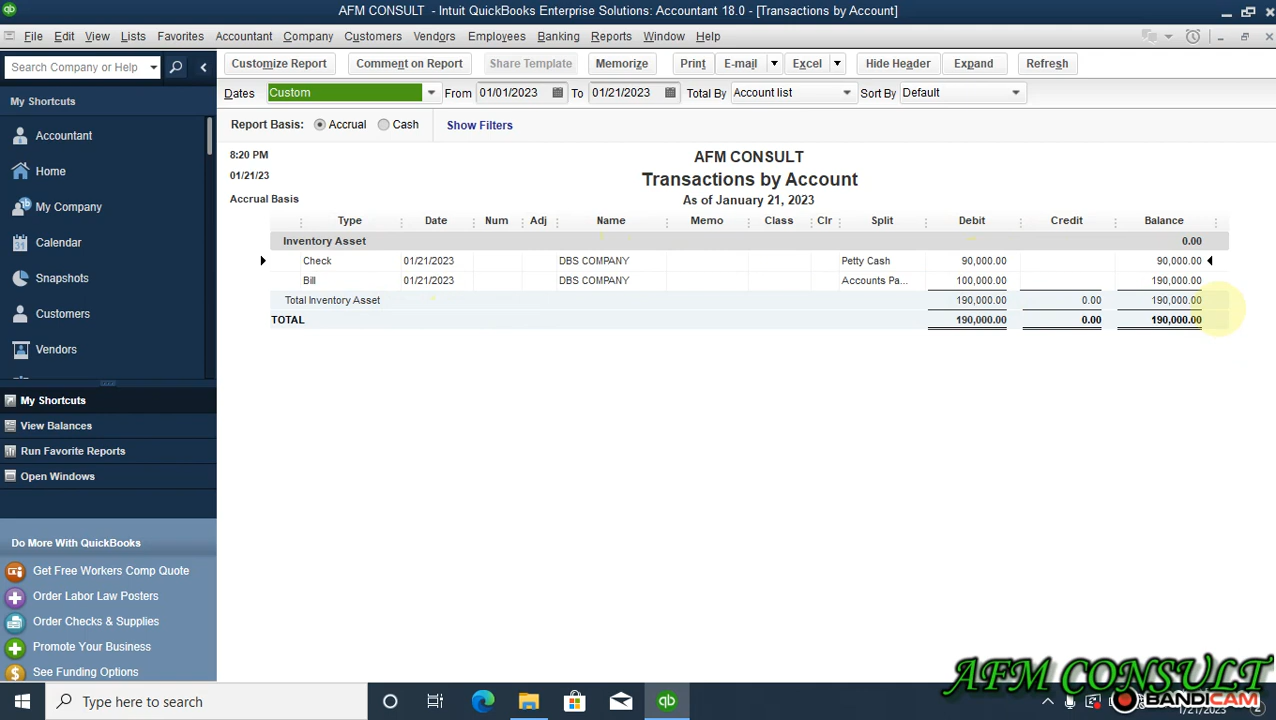 AFM CONSULT - Intuit QuickBooks Enterprise Solutions: Accountant 18.0 - [Transactions by Account]
File Edit View Lists Favorites Accountant Company Customers Vendors Employees Banking Reports Window Help
Search Company or Help
Customize Report Comment on Report Share Template Memorize Print E-mail Excel Hide Header Expand Refresh
Dates Custom From 01/01/2023 To 01/21/2023 Total By Account list Sort By Default
Report Basis: Accrual Cash Show Filters
My Shortcuts
Accountant
Home
My Company
Calendar
Snapshots
Customers
Vendors
My Shortcuts
View Balances
Run Favorite Reports
Open Windows
Do More With QuickBooks
Get Free Workers Comp Quote
Order Labor Law Posters
Order Checks & Supplies
Promote Your Business
See Funding Options
8:20 PM
01/21/23
Accrual Basis
AFM CONSULT
Transactions by Account
As of January 21, 2023
Type Date Num Adj Name Memo Class Clr Split Debit Credit Balance
Inventory Asset 0.00
Check 01/21/2023 DBS COMPANY Petty Cash 90,000.00 90,000.00
Bill 01/21/2023 DBS COMPANY Accounts Pa... 100,000.00 190,000.00
Total Inventory Asset 190,000.00 0.00 190,000.00
TOTAL 190,000.00 0.00 190,000.00
AFM CONSULT
BANDICAM
Type here to search
1/21/2023
2